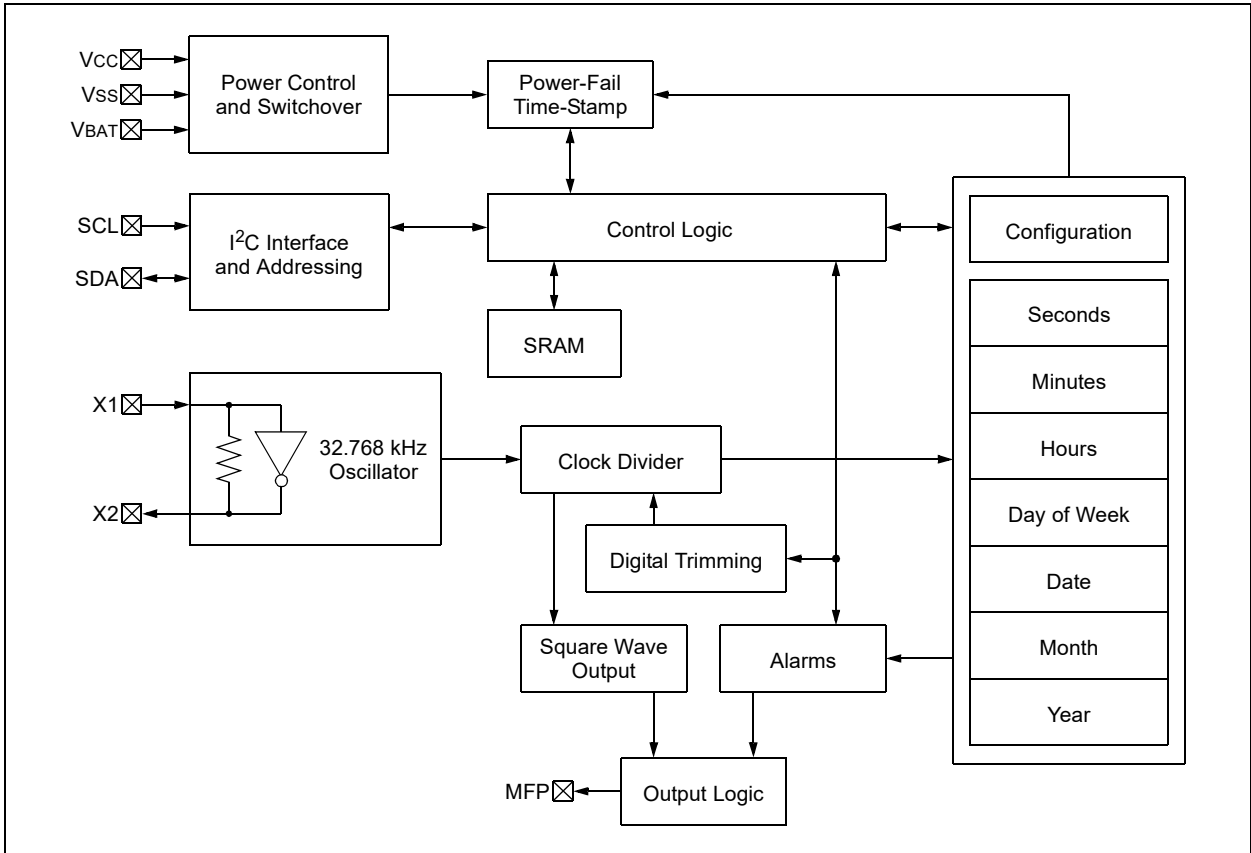 VCC
VSS
VBAT
Power Control
and Switchover
Power-Fail
Time-Stamp
SCL
SDA
I2C Interface
and Addressing
Control Logic
Configuration
SRAM
Seconds
Minutes
Hours
Day of Week
Date
Month
Year
X1
X2
32.768 kHz
Oscillator
Clock Divider
Digital Trimming
Square Wave
Output
Alarms
MFP
Output Logic